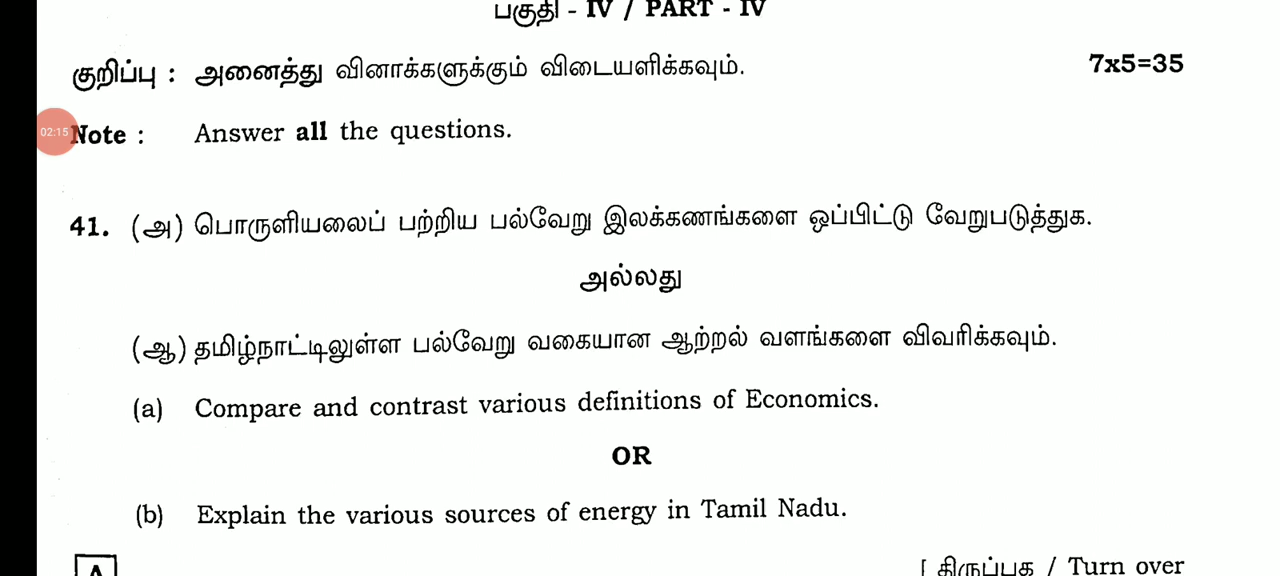 பகுதி - IV / PART - IV
குறிப்பு : அனைத்து வினாக்களுக்கும் விடையளிக்கவும். 7x5=35
02:15
Note : Answer all the questions.
41. (அ) பொருளியலைப் பற்றிய பல்வேறு இலக்கணங்களை ஒப்பிட்டு வேறுபடுத்துக.
அல்லது
(ஆ) தமிழ்நாட்டிலுள்ள பல்வேறு வகையான ஆற்றல் வளங்களை விவரிக்கவும்.
(a) Compare and contrast various definitions of Economics.
OR
(b) Explain the various sources of energy in Tamil Nadu.
A [ திருப்புக / Turn over